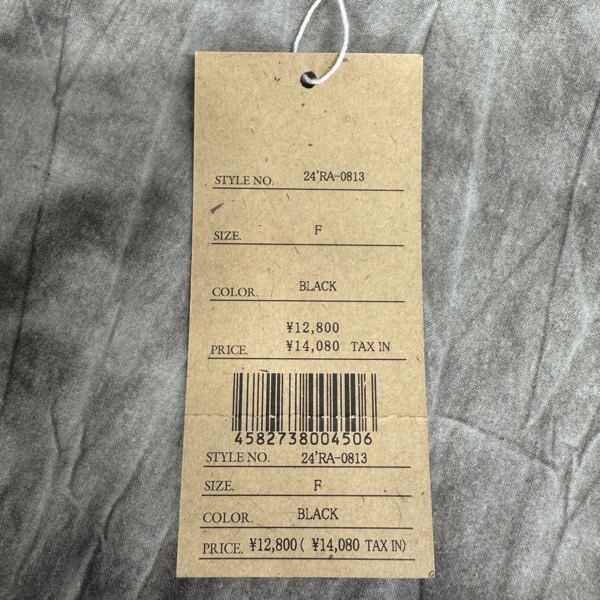 STYLE NO. 24'RA-0813
SIZE. F
COLOR. BLACK
¥12,800
PRICE. ¥14,080 TAX IN
4582738004506
STYLE NO. 24'RA-0813
SIZE. F
COLOR. BLACK
PRICE. ¥12,800( ¥14,080 TAX IN)